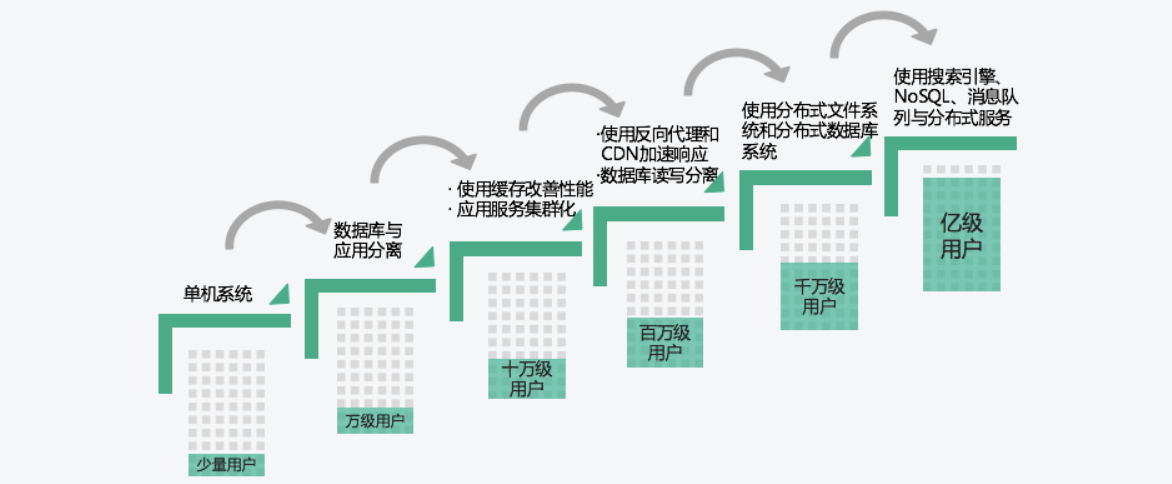 单机系统
少量用户
数据库与
应用分离
万级用户
· 使用缓存改善性能
· 应用服务集群化
十万级
用户
·使用反向代理和
CDN加速响应
·数据库读写分离
百万级
用户
使用分布式文件系
统和分布式数据库
系统
千万级
用户
使用搜索引擎、
NoSQL、消息队
列与分布式服务
亿级
用户